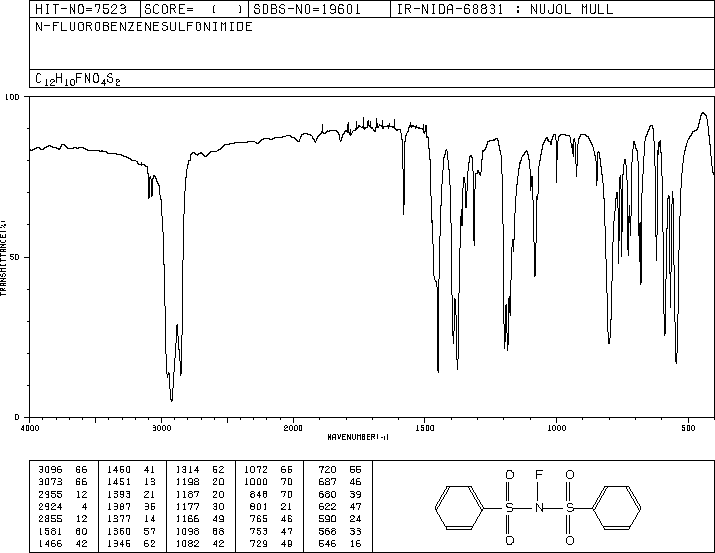 HIT-NO=7523 SCORE= ( ) SDBS-NO=19601 IR-NIDA-68831 : NUJOL MULL
N-FLUOROBENZENESULFONIMIDE
C12H10FNO4S2
100
50
0
TRANSMITTANCE(%)
4000 3000 2000 1500 1000 500
WAVENUMBER(-1)
3096 66 1460 41 1314 52 1072 66 720 55
3073 66 1451 13 1198 20 1000 70 687 46
2955 12 1393 21 1187 20 848 70 680 39
2924 4 1387 36 1177 30 801 21 622 47
2855 12 1377 14 1166 49 765 46 590 24
1581 60 1360 57 1098 68 753 47 568 33
1466 42 1346 62 1082 42 729 49 546 16
O F O
S N S
O O